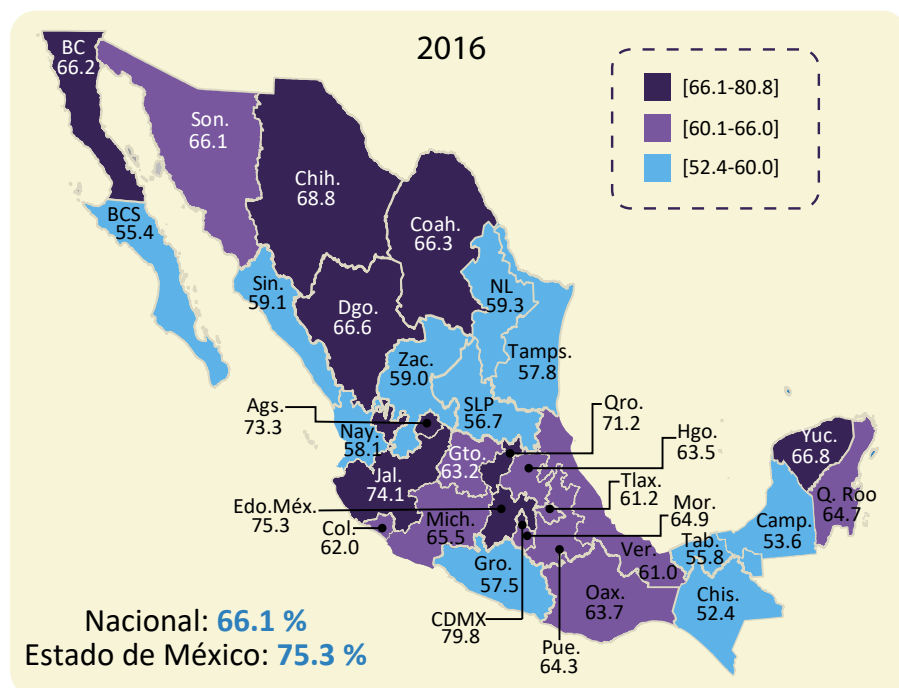 2016
[66.1-80.8]
[60.1-66.0]
[52.4-60.0]
BC
66.2
Son.
66.1
Chih.
68.8
Coah.
66.3
BCS
55.4
Sin.
59.1
Dgo.
66.6
NL
59.3
Zac.
59.0
Tamps.
57.8
SLP
56.7
Ags.
73.3
Nay.
58.1
Qro.
71.2
Hgo.
63.5
Gto.
63.2
Jal.
74.1
Tlax.
61.2
Yuc.
66.8
Q. Roo
64.7
Edo.Méx.
75.3
Mor.
64.9
Col.
62.0
Mich.
65.5
Camp.
53.6
Tab.
55.8
Ver.
61.0
Gro.
57.5
Oax.
63.7
Chis.
52.4
CDMX
79.8
Pue.
64.3
Nacional: 66.1 %
Estado de México: 75.3 %